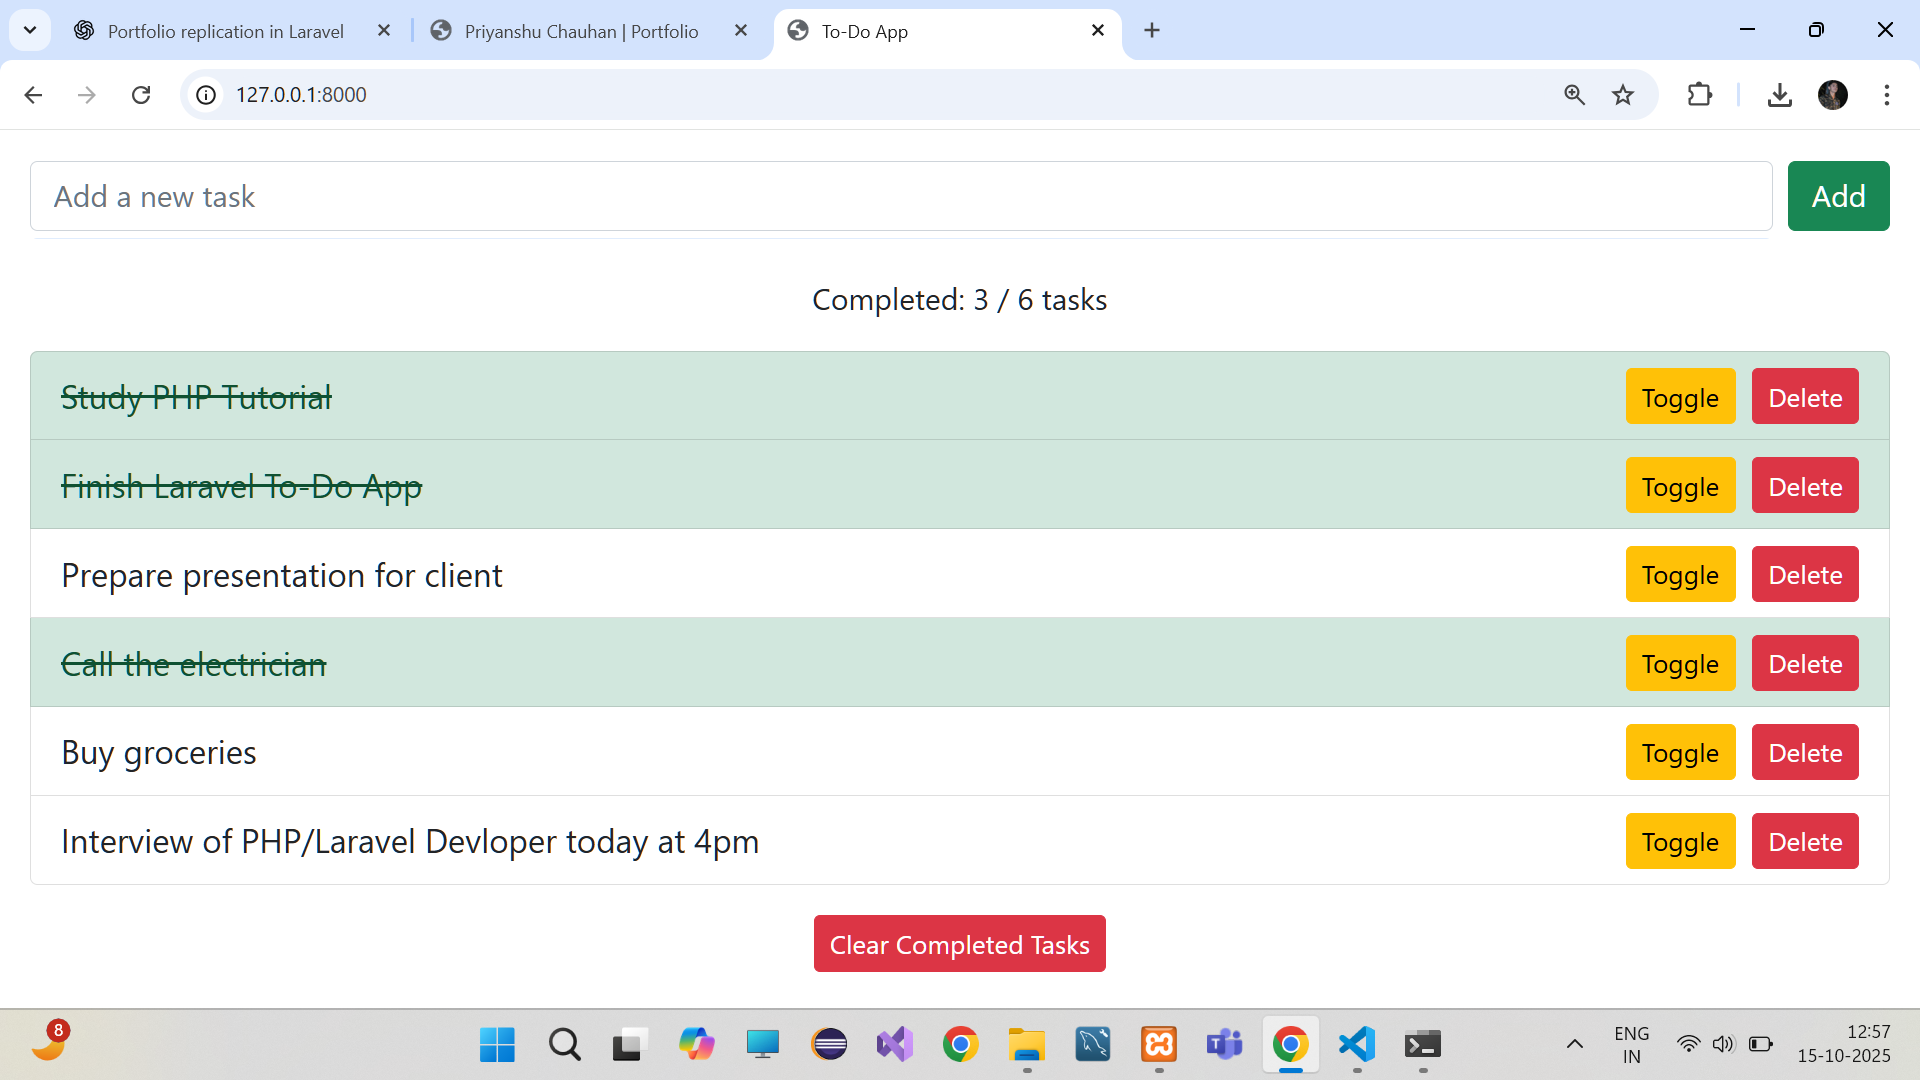 Portfolio replication in Laravel
Priyanshu Chauhan | Portfolio
To-Do App
127.0.0.1:8000
Add a new task
Add
Completed: 3 / 6 tasks
Study PHP Tutorial Toggle Delete
Finish Laravel To-Do App Toggle Delete
Prepare presentation for client Toggle Delete
Call the electrician Toggle Delete
Buy groceries Toggle Delete
Interview of PHP/Laravel Devloper today at 4pm Toggle Delete
Clear Completed Tasks
8
ENG
IN
12:57
15-10-2025